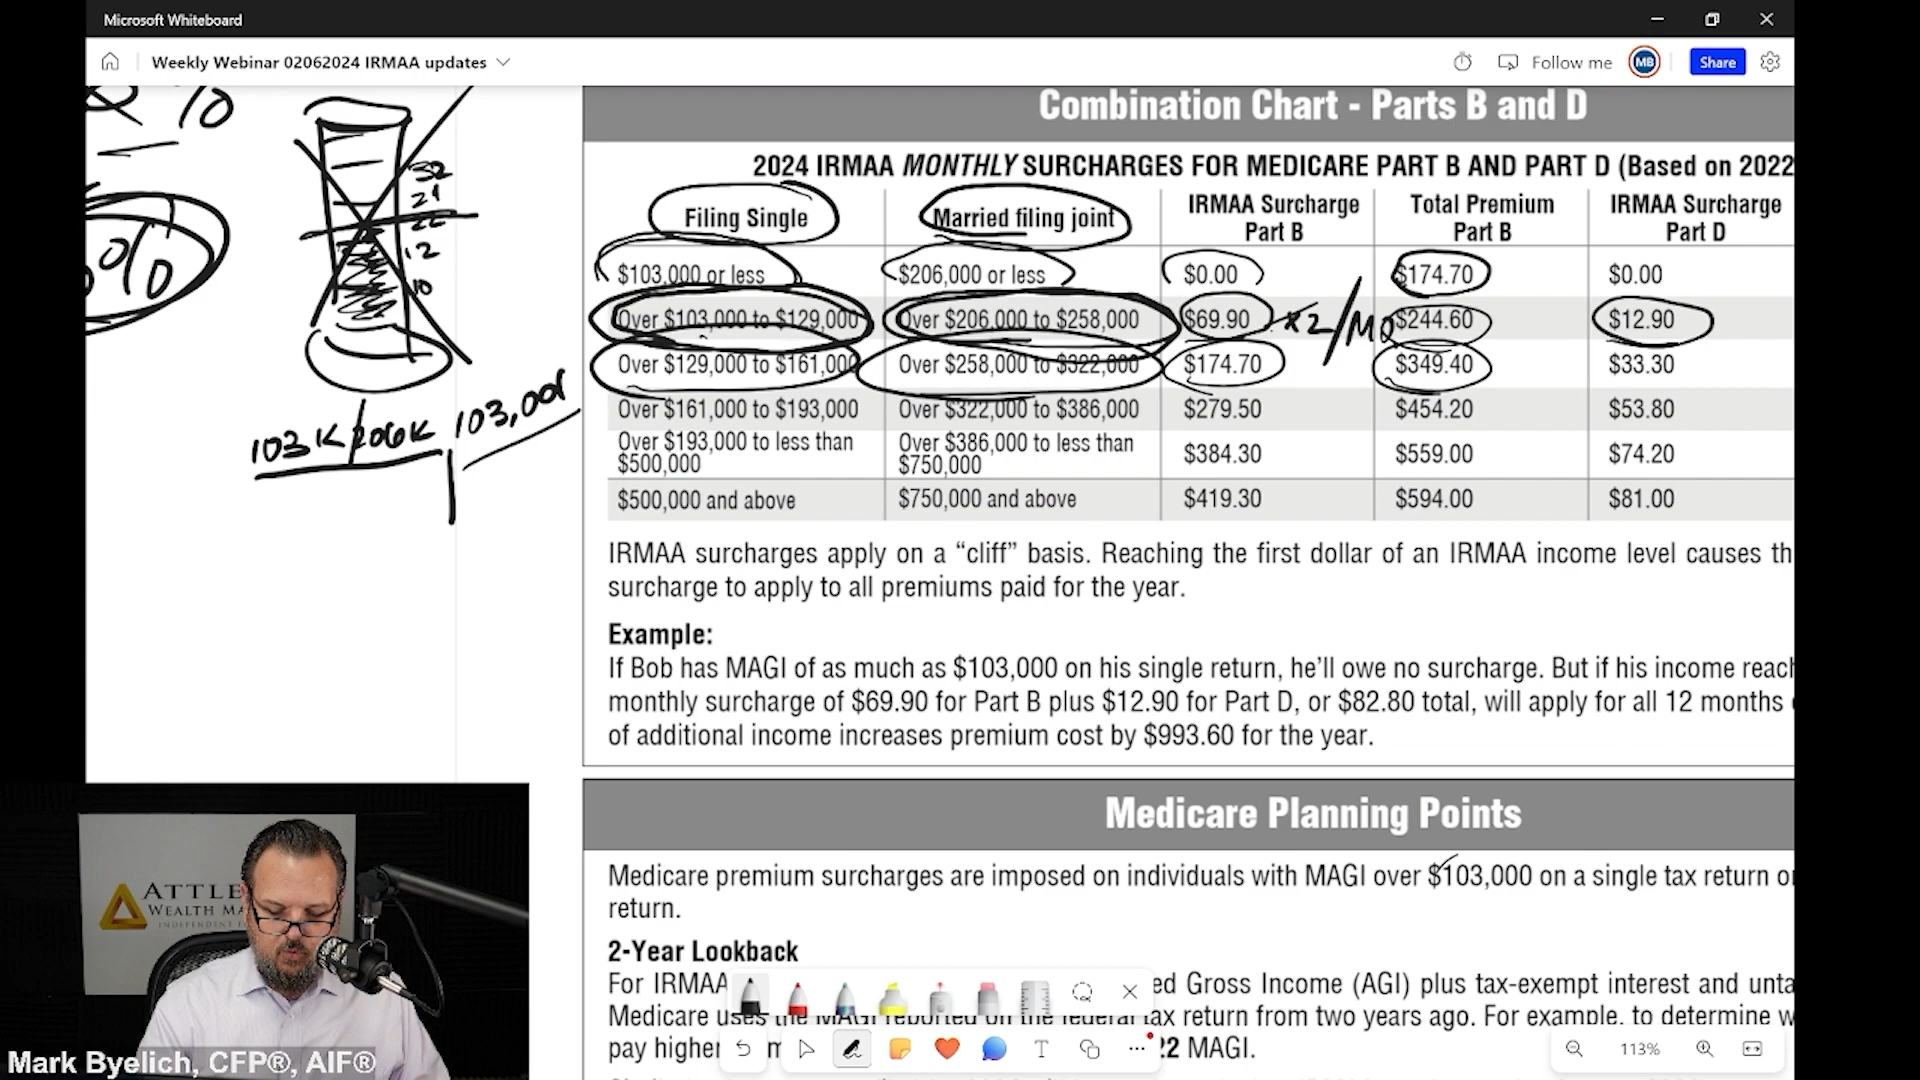 Microsoft Whiteboard
Weekly Webinar 02062024 IRMAA updates
Follow me
MB
Share
%
32
24
22
12
10
0%
103K/206K 103,001
Combination Chart - Parts B and D
2024 IRMAA MONTHLY SURCHARGES FOR MEDICARE PART B AND PART D (Based on 2022
Filing Single Married filing joint IRMAA Surcharge Part B Total Premium Part B IRMAA Surcharge Part D
$103,000 or less $206,000 or less $0.00 $174.70 $0.00
Over $103,000 to $129,000 Over $206,000 to $258,000 $69.90 x2/MO $244.60 $12.90
Over $129,000 to $161,000 Over $258,000 to $322,000 $174.70 $349.40 $33.30
Over $161,000 to $193,000 Over $322,000 to $386,000 $279.50 $454.20 $53.80
Over $193,000 to less than $500,000 Over $386,000 to less than $750,000 $384.30 $559.00 $74.20
$500,000 and above $750,000 and above $419.30 $594.00 $81.00
IRMAA surcharges apply on a “cliff” basis. Reaching the first dollar of an IRMAA income level causes th
surcharge to apply to all premiums paid for the year.
Example:
If Bob has MAGI of as much as $103,000 on his single return, he’ll owe no surcharge. But if his income reach
monthly surcharge of $69.90 for Part B plus $12.90 for Part D, or $82.80 total, will apply for all 12 months
of additional income increases premium cost by $993.60 for the year.
Medicare Planning Points
Medicare premium surcharges are imposed on individuals with MAGI over $103,000 on a single tax return o
return.
2-Year Lookback
For IRMAA ed Gross Income (AGI) plus tax-exempt interest and unta
Medicare uses the MAGI reported on the federal tax return from two years ago. For example, to determine w
pay higher m 22 MAGI.
T
113%
ATTLE
WEALTH MA
INDEPENDENT F
Mark Byelich, CFP®, AIF®